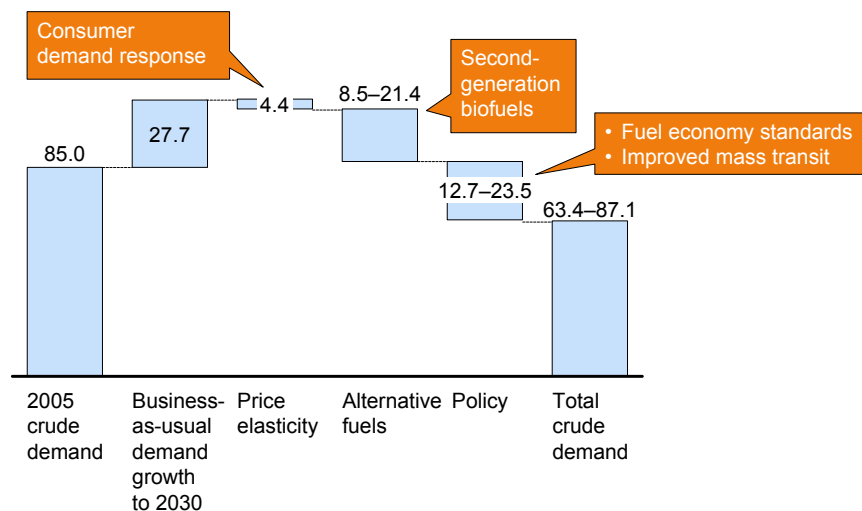 Consumer
demand response
Second-
generation
biofuels
• Fuel economy standards
• Improved mass transit
85.0
27.7
4.4
8.5–21.4
12.7–23.5
63.4–87.1
2005
crude
demand
Business-
as-usual
demand
growth
to 2030
Price
elasticity
Alternative
fuels
Policy
Total
crude
demand